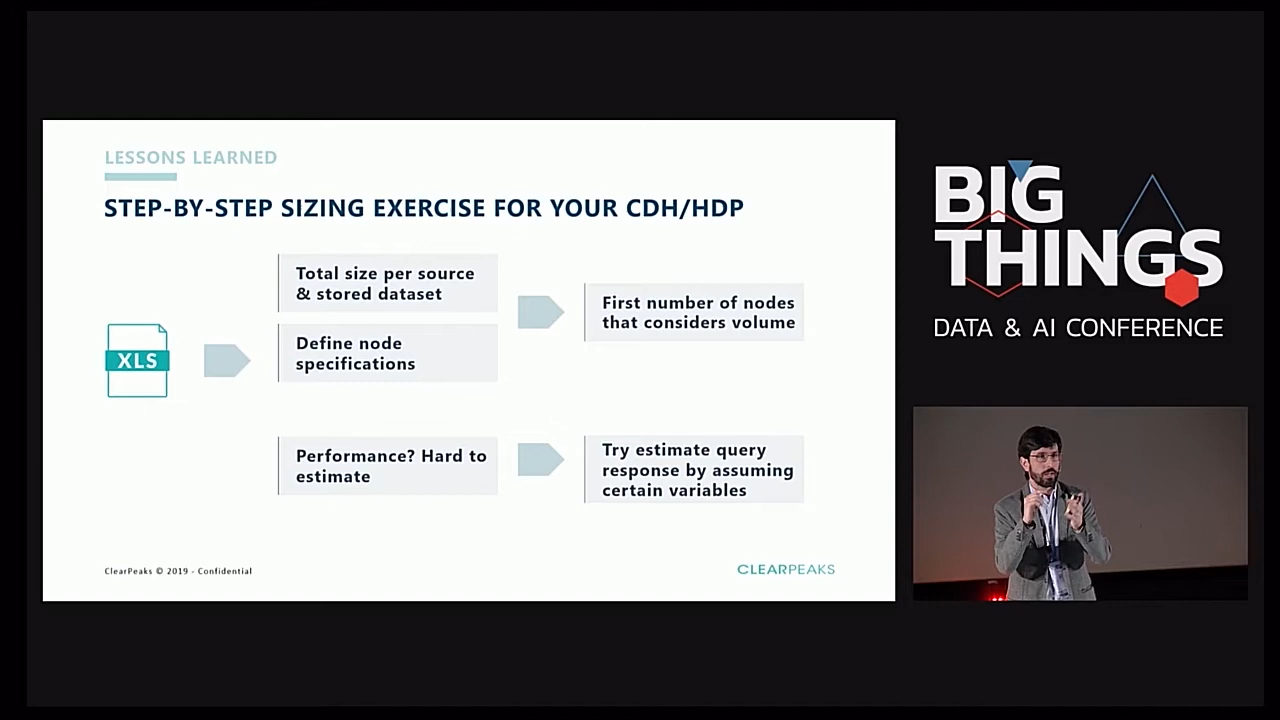 LESSONS LEARNED
STEP-BY-STEP SIZING EXERCISE FOR YOUR CDH/HDP
XLS
Total size per source
& stored dataset
Define node
specifications
First number of nodes
that considers volume
Performance? Hard to
estimate
Try estimate query
response by assuming
certain variables
ClearPeaks © 2019 - Confidential
CLEARPEAKS
BIG
THINGS
DATA & AI CONFERENCE